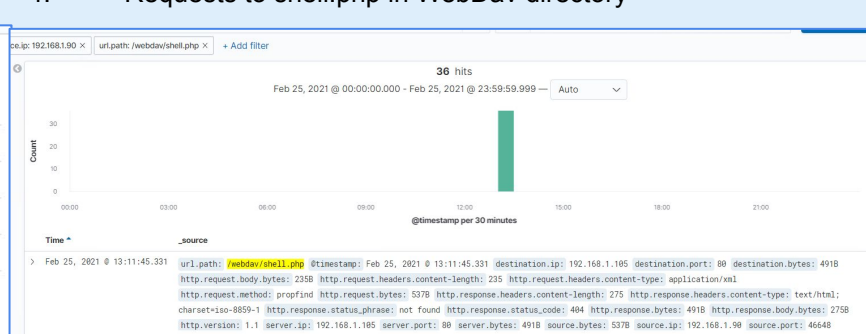 Requests to shell.php in WebDav directory
ce.ip: 192.168.1.90 × url.path: /webdav/shell.php × + Add filter
36 hits
Feb 25, 2021 @ 00:00:00.000 - Feb 25, 2021 @ 23:59:59.999 — Auto
Count
30
20
10
0
00:00 03:00 06:00 09:00 12:00 15:00 18:00 21:00
@timestamp per 30 minutes
Time _source
> Feb 25, 2021 @ 13:11:45.331 url.path: /webdav/shell.php @timestamp: Feb 25, 2021 @ 13:11:45.331 destination.ip: 192.168.1.105 destination.port: 80 destination.bytes: 491B
http.request.body.bytes: 235B http.request.headers.content-length: 235 http.request.headers.content-type: application/xml
http.request.method: propfind http.request.bytes: 537B http.response.headers.content-length: 275 http.response.headers.content-type: text/html;
charset=iso-8859-1 http.response.status_phrase: not found http.response.status_code: 404 http.response.bytes: 491B http.response.body.bytes: 275B
http.version: 1.1 server.ip: 192.168.1.105 server.port: 80 server.bytes: 491B source.bytes: 537B source.ip: 192.168.1.90 source.port: 46648